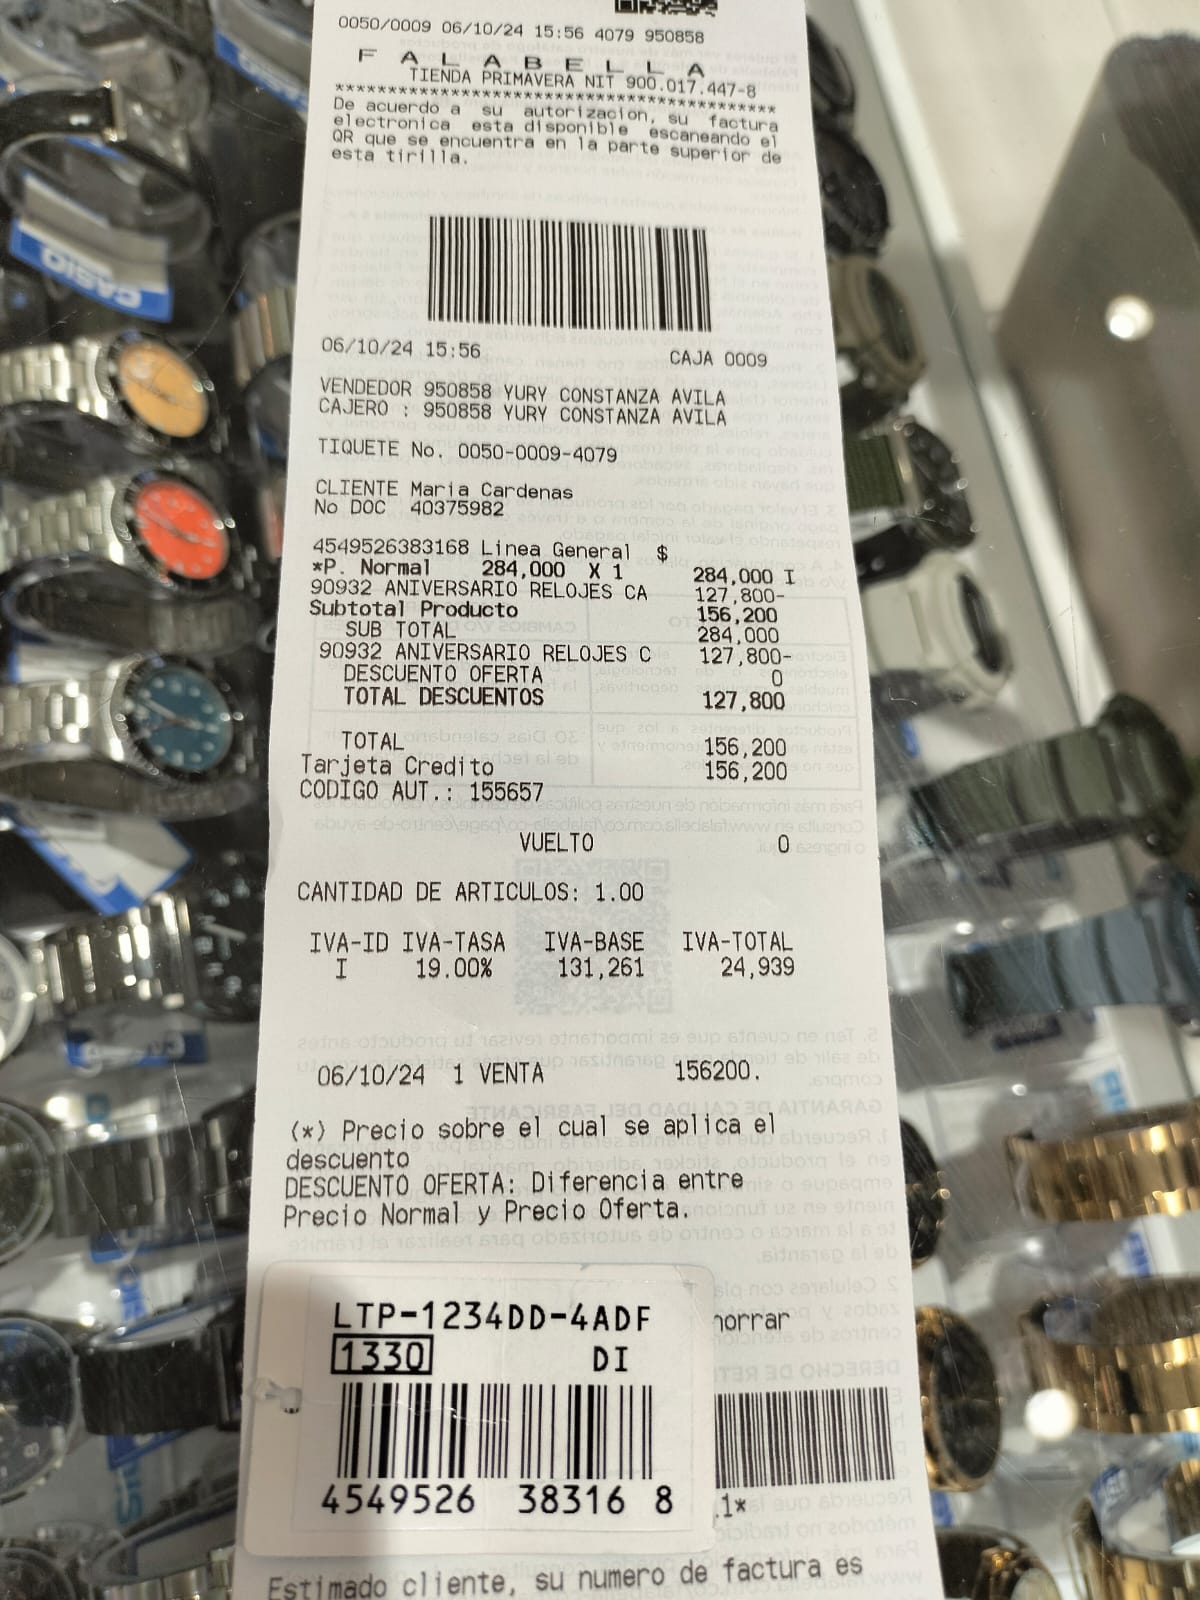 0050/0009 06/10/24 15:56 4079 950858
F A L A B E L L A
TIENDA PRIMAVERA NIT 900.017.447-8
*******************************************
De acuerdo a su autorizacion, su factura
electronica esta disponible escaneando el
QR que se encuentra en la parte superior de
esta tirilla.
06/10/24 15:56 CAJA 0009
VENDEDOR 950858 YURY CONSTANZA AVILA
CAJERO : 950858 YURY CONSTANZA AVILA
TIQUETE No. 0050-0009-4079
CLIENTE Maria Cardenas
No DOC 40375982
4549526383168 Linea General $
*P. Normal 284,000 X 1 284,000 I
90932 ANIVERSARIO RELOJES CA 127,800-
Subtotal Producto 156,200
SUB TOTAL 284,000
90932 ANIVERSARIO RELOJES C 127,800-
DESCUENTO OFERTA 0
TOTAL DESCUENTOS 127,800
TOTAL 156,200
Tarjeta Credito 156,200
CODIGO AUT.: 155657
VUELTO 0
CANTIDAD DE ARTICULOS: 1.00
IVA-ID IVA-TASA IVA-BASE IVA-TOTAL
I 19.00% 131,261 24,939
06/10/24 1 VENTA 156200.
(*) Precio sobre el cual se aplica el
descuento
DESCUENTO OFERTA: Diferencia entre
Precio Normal y Precio Oferta.
LTP-1234DD-4ADF
1330 DI
4549526 38316 8
horrar
.1*
Estimado cliente, su numero de factura es
CASIO